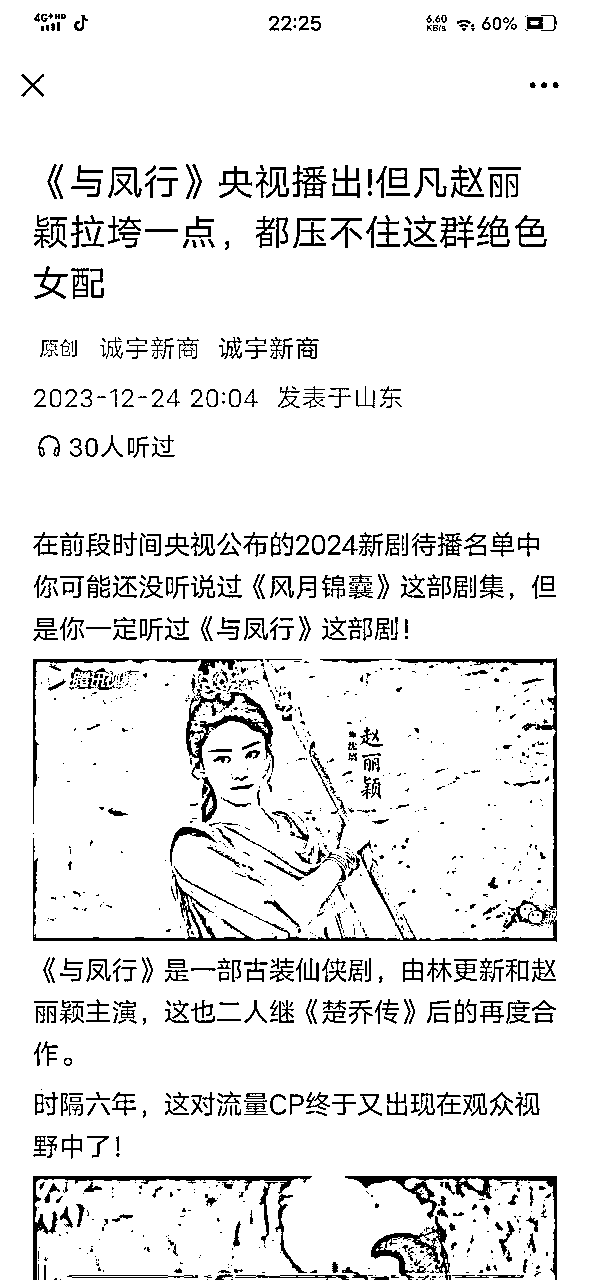 4G+HD
22:25
6.60
KB/s
60%
《与凤行》央视播出!但凡赵丽
颖拉垮一点，都压不住这群绝色
女配
原创 诚宇新商 诚宇新商
2023-12-24 20:04 发表于山东
30人听过
在前段时间央视公布的2024新剧待播名单中
你可能还没听说过《风月锦囊》这部剧集，但
是你一定听过《与凤行》这部剧！
腾讯视频
赵丽颖
《与凤行》是一部古装仙侠剧，由林更新和赵
丽颖主演，这也二人继《楚乔传》后的再度合
作。
时隔六年，这对流量CP终于又出现在观众视
野中了！